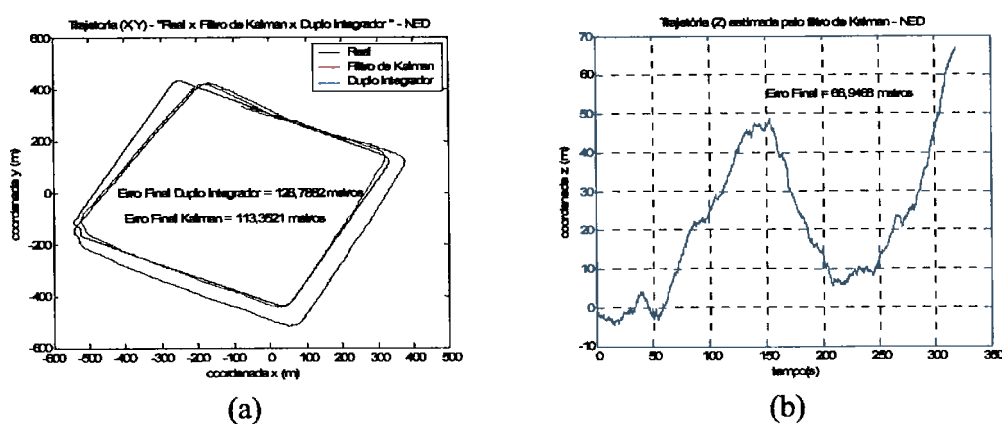 Trajetória (X,Y) - "Real x Filtro de Kalman x Duplo Integrador" - NED
600
400
200
0
-200
-400
-600
coordenada y (m)
Real
Filtro de Kalman
Duplo Integrador
Erro Final Duplo Integrador = 126,7882 metros
Erro Final Kalman = 113,3521 metros
-600 -500 -400 -300 -200 -100 0 100 200 300 400 500
coordenada x (m)
(a)
Trajetória (Z) estimada pelo filtro de Kalman - NED
70
60
50
40
30
20
10
0
-10
coordenada z (m)
Erro Final = 66,9468 metros
0 50 100 150 200 250 300 350
tempo(s)
(b)